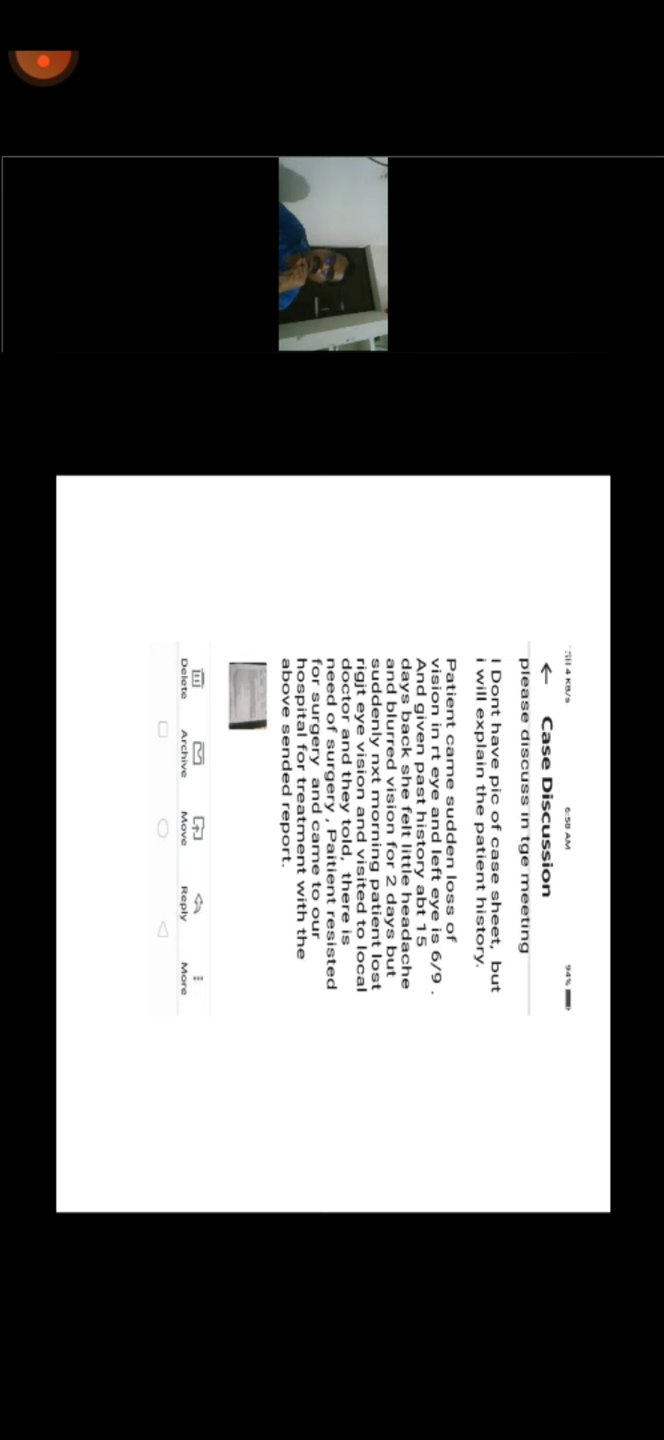 4 KB/s 6:58 AM 94%
← Case Discussion
please discuss in tge meeting
I Dont have pic of case sheet, but
i will explain the patient history.
Patient came sudden loss of
vision in rt eye and left eye is 6/9 .
And given past history abt 15
days back she felt little headache
and blurred vision for 2 days but
suddenly nxt morning patient lost
rigjt eye vision and visited to local
doctor and they told, there is
need of surgery , Paitient resisted
for surgery and came to our
hospital for treatment with the
above sended report.
Delete Archive Move Reply More